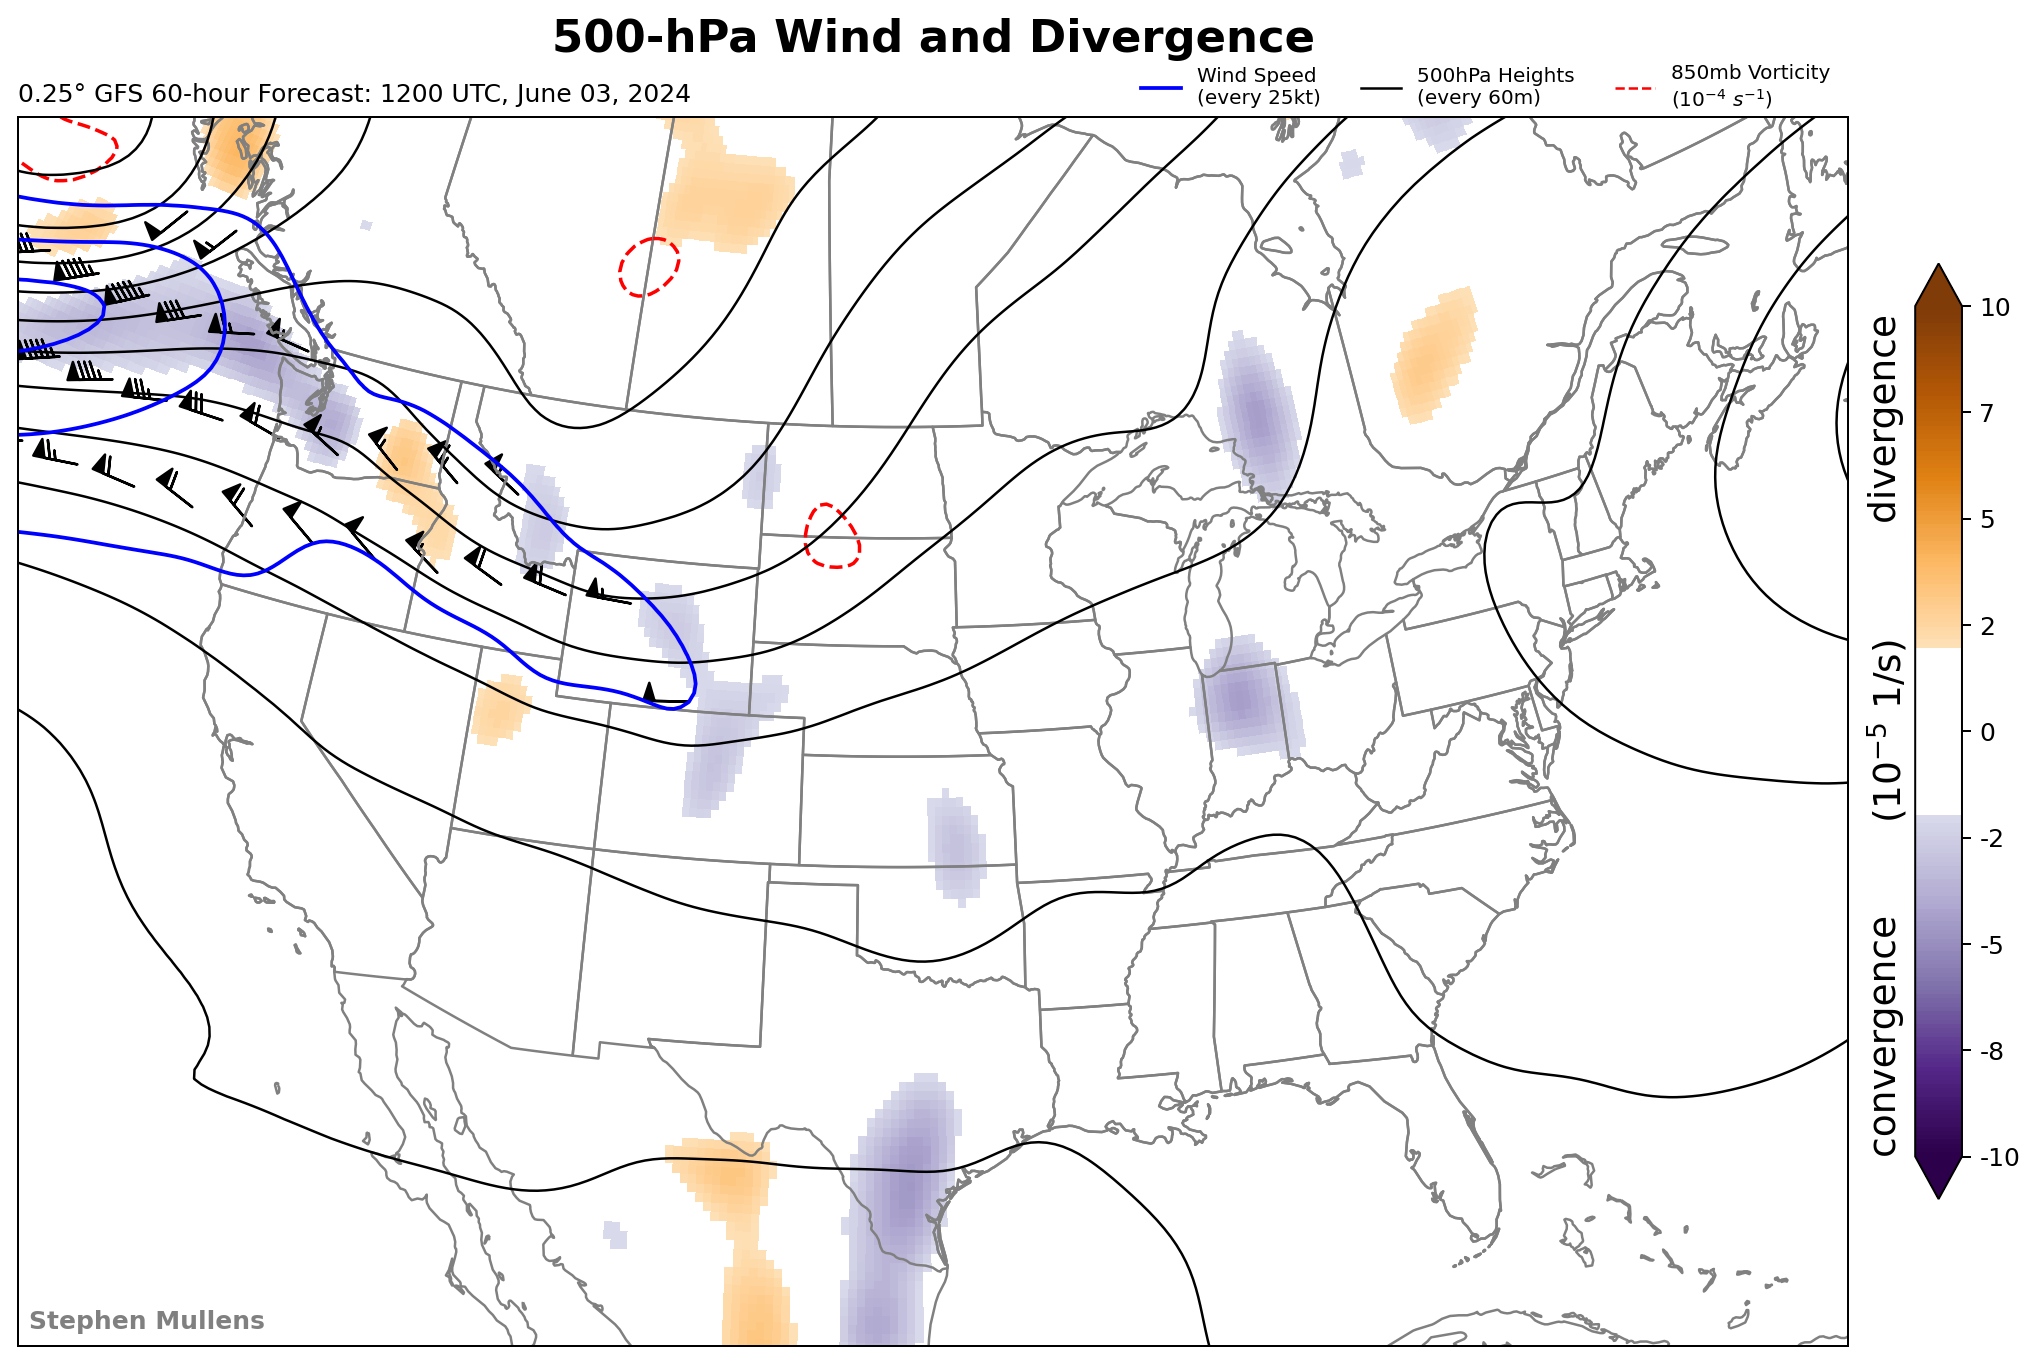 500-hPa Wind and Divergence
0.25° GFS 60-hour Forecast: 1200 UTC, June 03, 2024
Wind Speed
(every 25kt)
500hPa Heights
(every 60m)
850mb Vorticity
(10⁻⁴ s⁻¹)
10
7
5
2
0
-2
-5
-8
-10
convergence (10⁻⁵ 1/s) divergence
Stephen Mullens